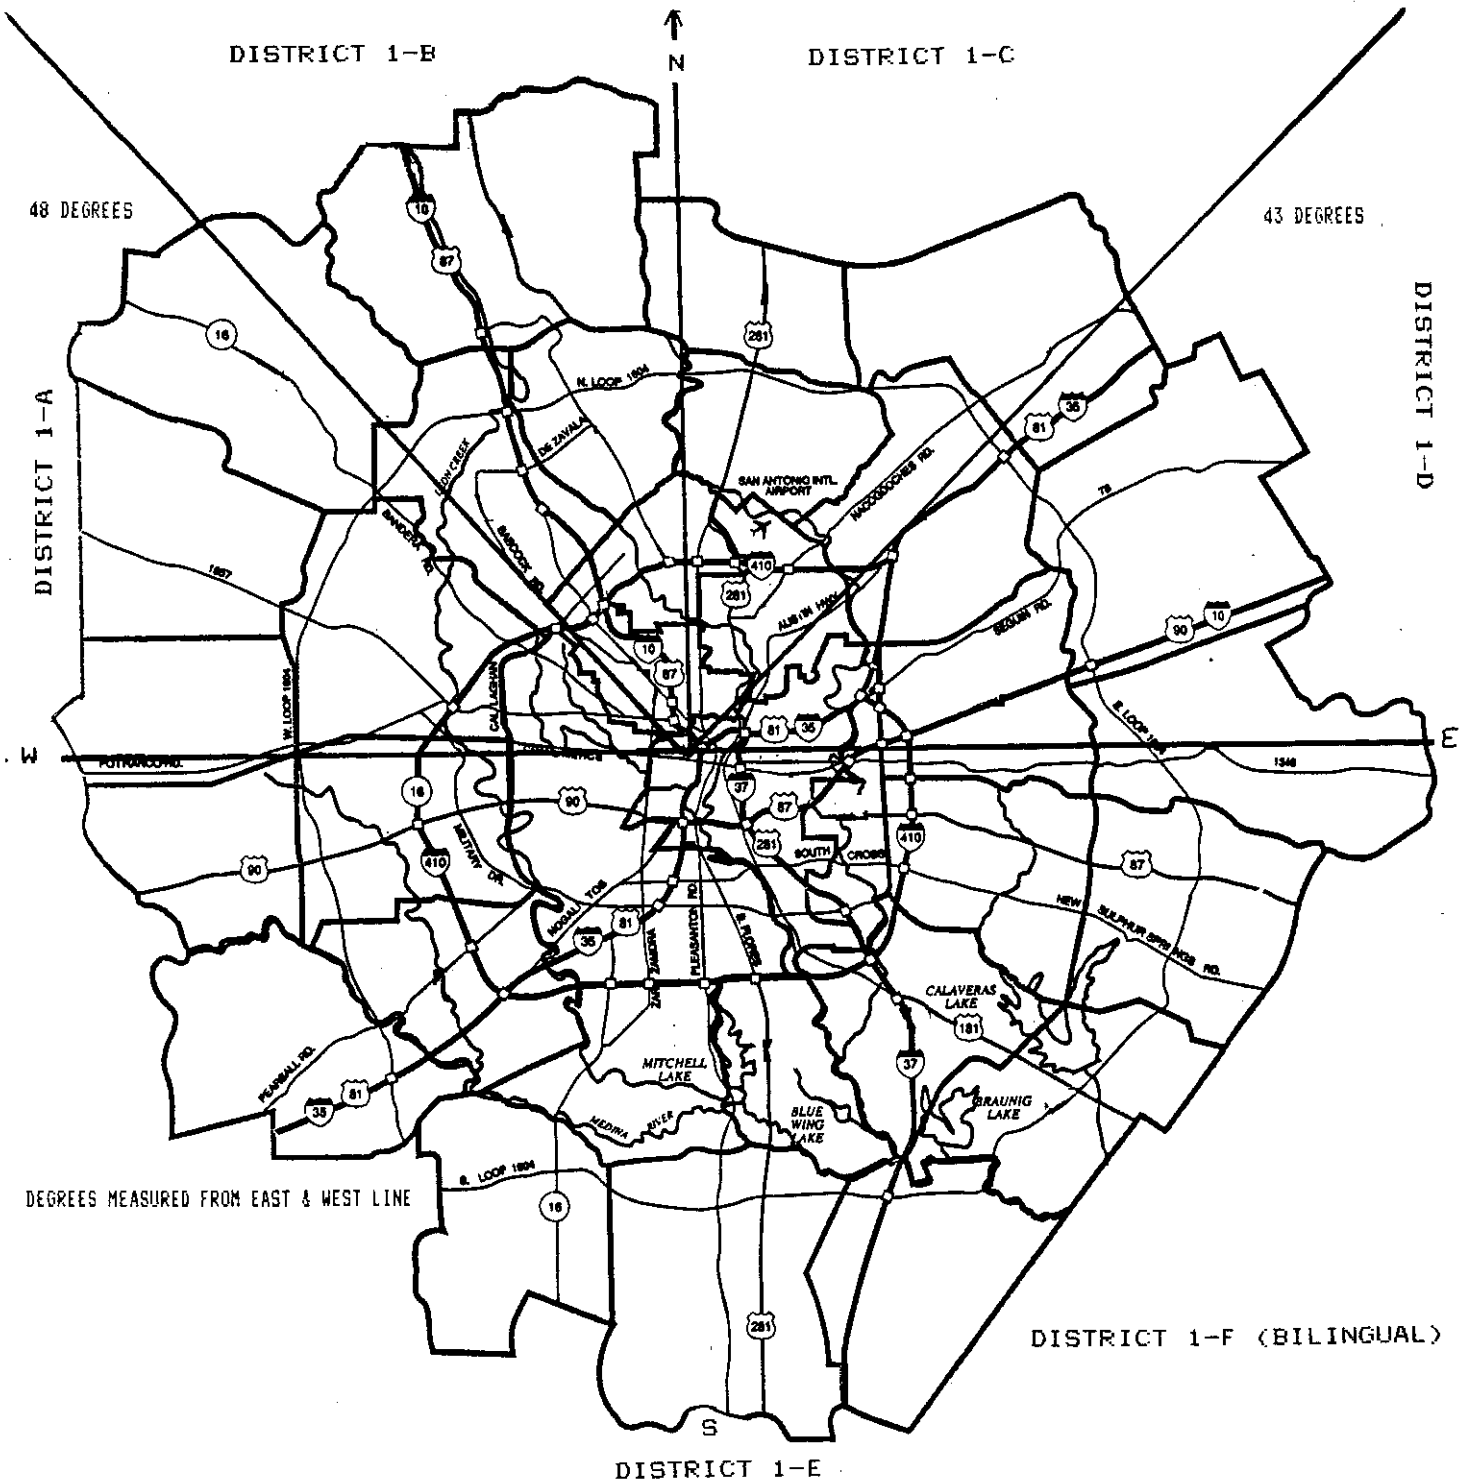 N
DISTRICT 1-B
DISTRICT 1-C
48 DEGREES
43 DEGREES
10
87
16
281
DISTRICT 1-A
DISTRICT 1-D
N. LOOP 1604
DE ZAVALA
LEON CREEK
35
81
SAN ANTONIO INTL.
AIRPORT
NACOGDOCHES RD.
78
BANDERA RD.
BABCOCK RD.
1957
410
281
AUSTIN HWY.
SEGUIN RD.
90
10
10
87
W. LOOP 1604
CALLAGHAN
81
35
E. LOOP 1604
W
E
POTRANCO RD.
1346
16
37
90
87
281
MILITARY DR.
410
90
SOUTH CROSS
410
87
NOGALITOS
81
35
ZARZAMORA
PLEASANTON RD.
S. FLORES
NEW SULPHUR SPRINGS RD.
CALAVERAS
LAKE
181
37
PEARSALL RD.
81
35
MITCHELL
LAKE
BLUE
WING
LAKE
BRAUNIG
LAKE
MEDINA RIVER
S. LOOP 1604
16
DEGREES MEASURED FROM EAST & WEST LINE
281
DISTRICT 1-F (BILINGUAL)
S
DISTRICT 1-E